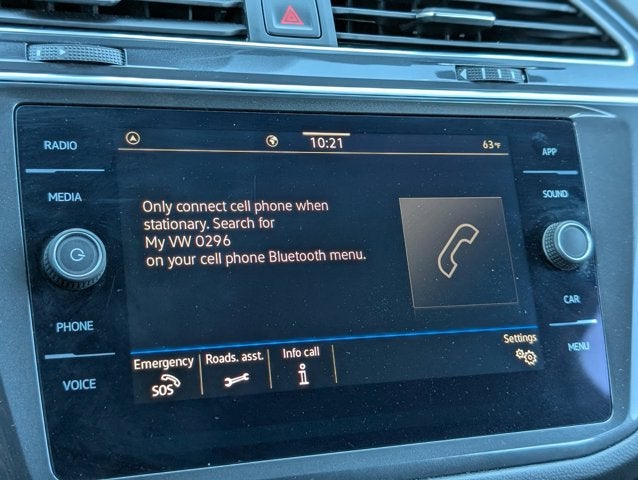 RADIO
MEDIA
PHONE
VOICE
10:21
63°F
Only connect cell phone when
stationary. Search for
My VW 0296
on your cell phone Bluetooth menu.
Emergency
SOS
Roads. asst.
Info call
i
Settings
APP
SOUND
CAR
MENU